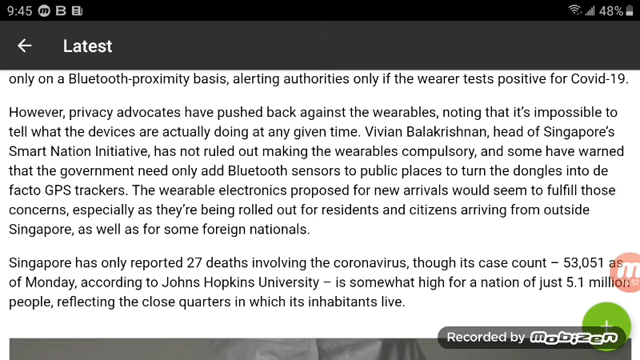 9:45
48%
Latest
only on a Bluetooth-proximity basis, alerting authorities only if the wearer tests positive for Covid-19.
However, privacy advocates have pushed back against the wearables, noting that it's impossible to
tell what the devices are actually doing at any given time. Vivian Balakrishnan, head of Singapore's
Smart Nation Initiative, has not ruled out making the wearables compulsory, and some have warned
that the government need only add Bluetooth sensors to public places to turn the dongles into de
facto GPS trackers. The wearable electronics proposed for new arrivals would seem to fulfill those
concerns, especially as they're being rolled out for residents and citizens arriving from outside
Singapore, as well as for some foreign nationals.
Singapore has only reported 27 deaths involving the coronavirus, though its case count – 53,051 as
of Monday, according to Johns Hopkins University – is somewhat high for a nation of just 5.1 million
people, reflecting the close quarters in which its inhabitants live.
Recorded by Mobizen